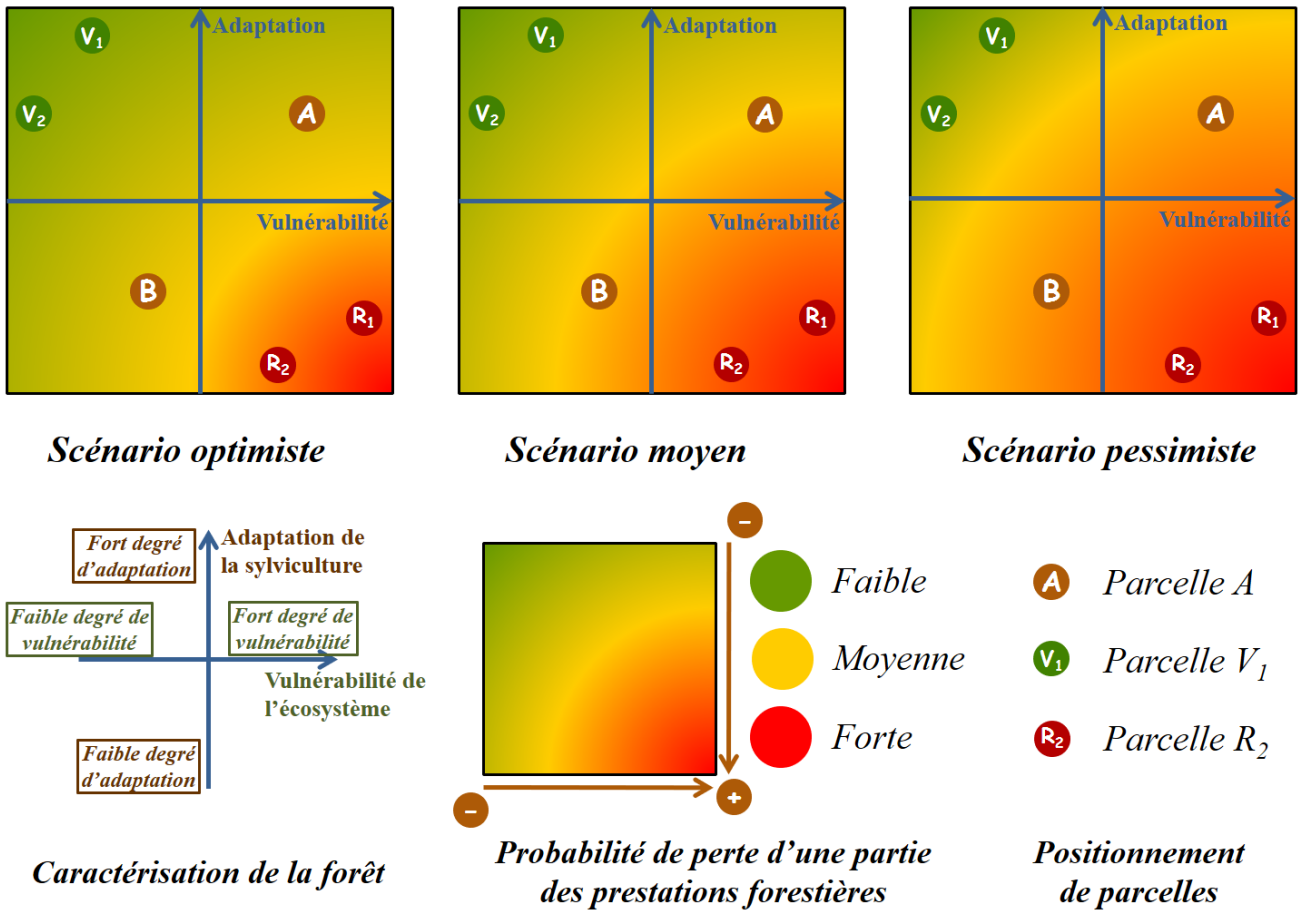 Adaptation
V1
V2
A
Vulnérabilité
B
R1
R2
Scénario optimiste
Adaptation
V1
V2
A
Vulnérabilité
B
R1
R2
Scénario moyen
Adaptation
V1
V2
A
Vulnérabilité
B
R1
R2
Scénario pessimiste
Fort degré
d’adaptation
Adaptation de
la sylviculture
Faible degré de
vulnérabilité
Fort degré de
vulnérabilité
Vulnérabilité de
l’écosystème
Faible degré
d’adaptation
Caractérisation de la forêt
–
–
+
Faible
Moyenne
Forte
Probabilité de perte d’une partie
des prestations forestières
A Parcelle A
V1 Parcelle V1
R2 Parcelle R2
Positionnement
de parcelles